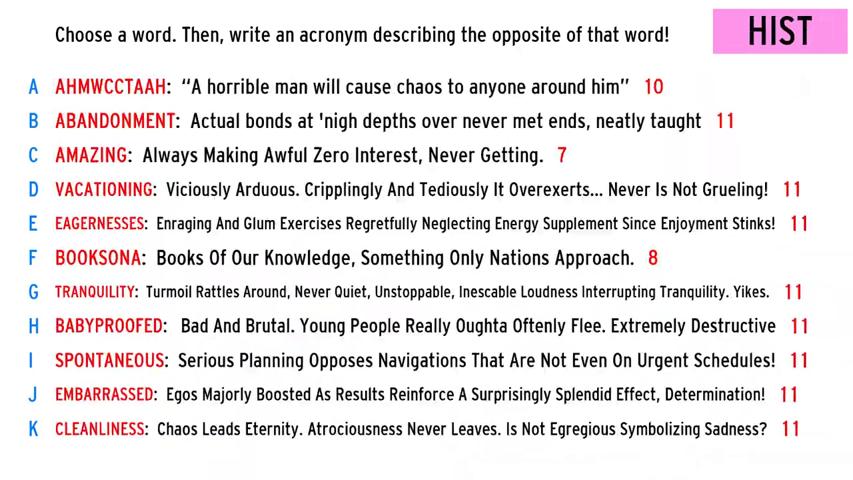 Choose a word. Then, write an acronym describing the opposite of that word!
HIST
A AHMWCCTAAH: “A horrible man will cause chaos to anyone around him” 10
B ABANDONMENT: Actual bonds at 'nigh depths over never met ends, neatly taught 11
C AMAZING: Always Making Awful Zero Interest, Never Getting. 7
D VACATIONING: Viciously Arduous. Cripplingly And Tediously It Overexerts... Never Is Not Grueling! 11
E EAGERNESSES: Enraging And Glum Exercises Regretfully Neglecting Energy Supplement Since Enjoyment Stinks! 11
F BOOKSONA: Books Of Our Knowledge, Something Only Nations Approach. 8
G TRANQUILITY: Turmoil Rattles Around, Never Quiet, Unstoppable, Inescable Loudness Interrupting Tranquility. Yikes. 11
H BABYPROOFED: Bad And Brutal. Young People Really Oughta Oftenly Flee. Extremely Destructive 11
I SPONTANEOUS: Serious Planning Opposes Navigations That Are Not Even On Urgent Schedules! 11
J EMBARRASSED: Egos Majorly Boosted As Results Reinforce A Surprisingly Splendid Effect, Determination! 11
K CLEANLINESS: Chaos Leads Eternity. Atrociousness Never Leaves. Is Not Egregious Symbolizing Sadness? 11